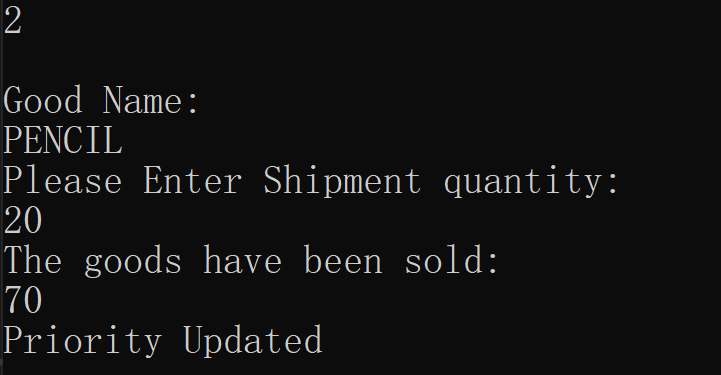 2
Good Name:
PENCIL
Please Enter Shipment quantity:
20
The goods have been sold:
70
Priority Updated